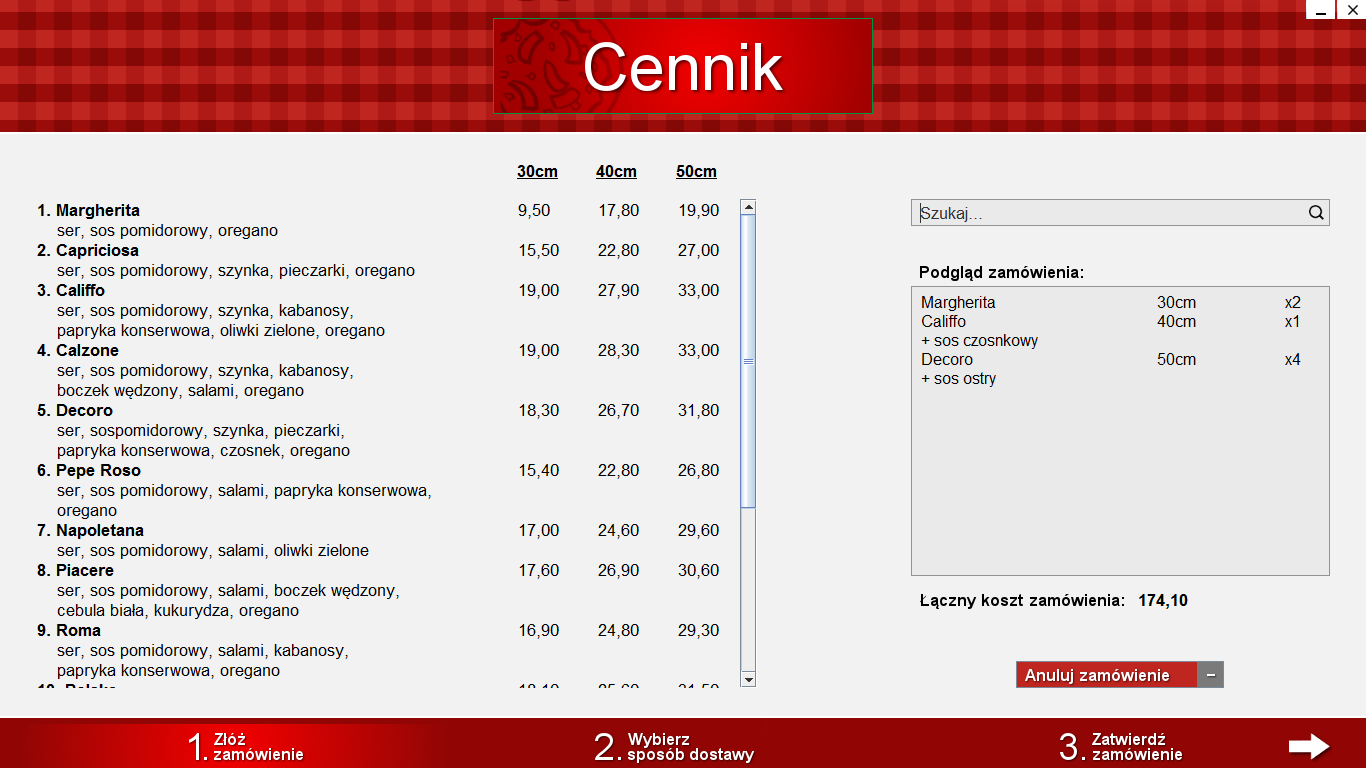 Cennik
30cm 40cm 50cm
1. Margherita 9,50 17,80 19,90
ser, sos pomidorowy, oregano
2. Capriciosa 15,50 22,80 27,00
ser, sos pomidorowy, szynka, pieczarki, oregano
3. Califfo 19,00 27,90 33,00
ser, sos pomidorowy, szynka, kabanosy,
papryka konserwowa, oliwki zielone, oregano
4. Calzone 19,00 28,30 33,00
ser, sos pomidorowy, szynka, kabanosy,
boczek wędzony, salami, oregano
5. Decoro 18,30 26,70 31,80
ser, sospomidorowy, szynka, pieczarki,
papryka konserwowa, czosnek, oregano
6. Pepe Roso 15,40 22,80 26,80
ser, sos pomidorowy, salami, papryka konserwowa,
oregano
7. Napoletana 17,00 24,60 29,60
ser, sos pomidorowy, salami, oliwki zielone
8. Piacere 17,60 26,90 30,60
ser, sos pomidorowy, salami, boczek wędzony,
cebula biała, kukurydza, oregano
9. Roma 16,90 24,80 29,30
ser, sos pomidorowy, salami, kabanosy,
papryka konserwowa, oregano
Szukaj...
Podgląd zamówienia:
Margherita 30cm x2
Califfo 40cm x1
+ sos czosnkowy
Decoro 50cm x4
+ sos ostry
Łączny koszt zamówienia: 174,10
Anuluj zamówienie −
1. Złóż
zamówienie
2. Wybierz
sposób dostawy
3. Zatwierdź
zamówienie